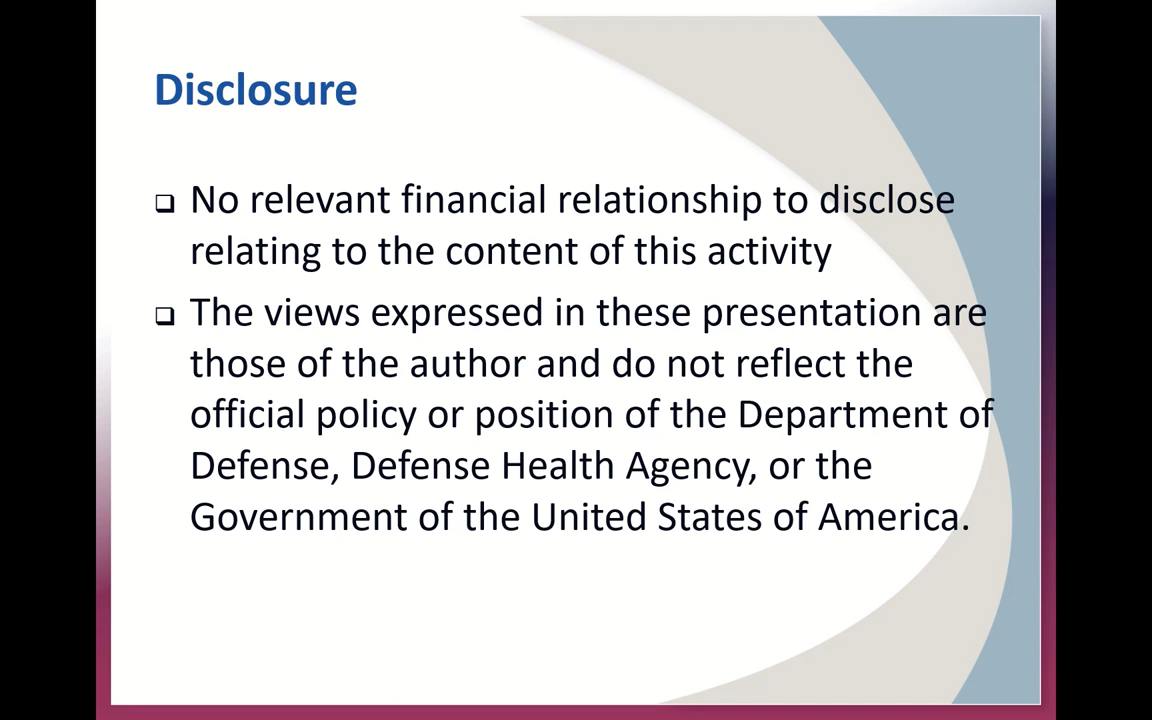 Disclosure
❑ No relevant financial relationship to disclose
relating to the content of this activity
❑ The views expressed in these presentation are
those of the author and do not reflect the
official policy or position of the Department of
Defense, Defense Health Agency, or the
Government of the United States of America.